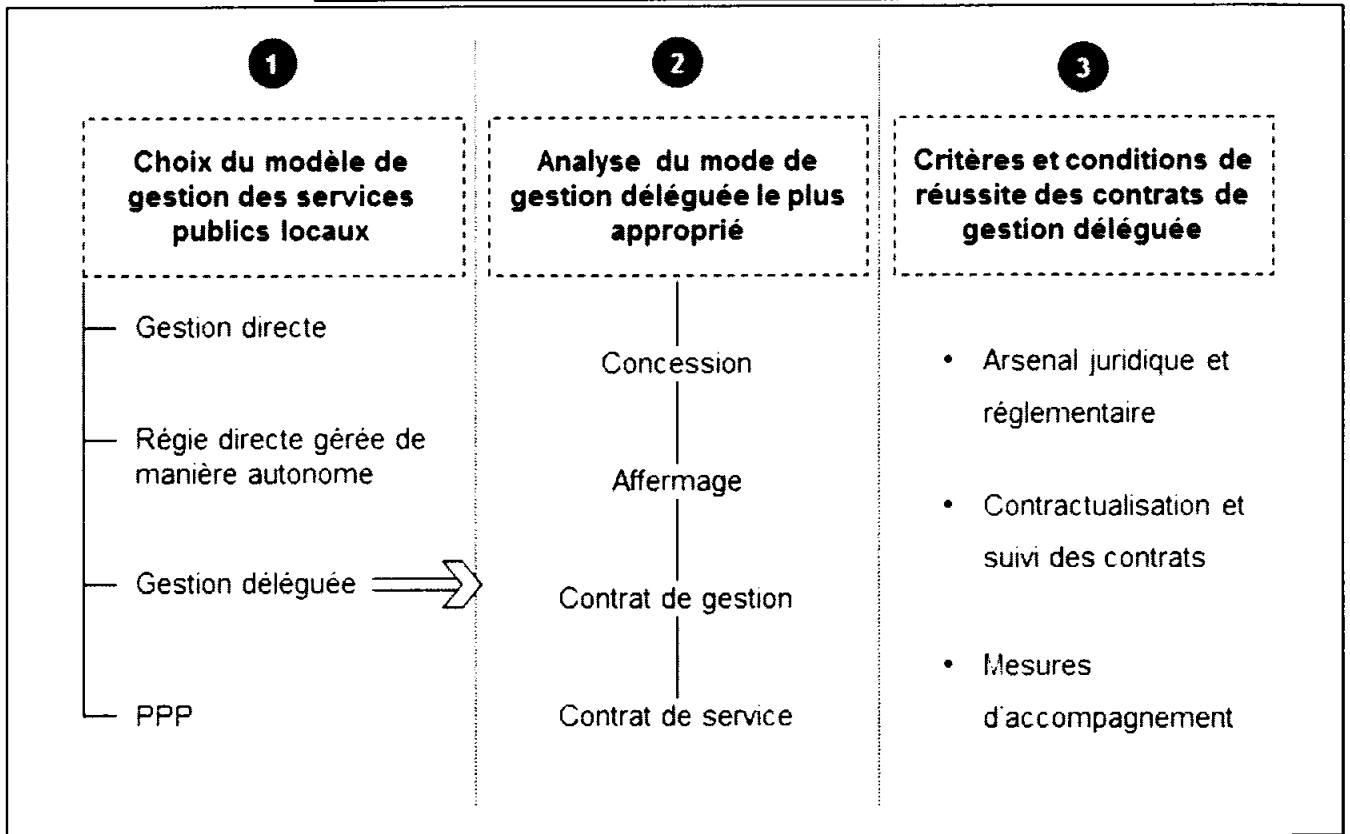 1
Choix du modèle de
gestion des services
publics locaux
Gestion directe
Régie directe gérée de
manière autonome
Gestion déléguée
PPP
2
Analyse du mode de
gestion déléguée le plus
approprié
Concession
Affermage
Contrat de gestion
Contrat de service
3
Critères et conditions de
réussite des contrats de
gestion déléguée
• Arsenal juridique et
réglementaire
• Contractualisation et
suivi des contrats
• Mesures
d'accompagnement